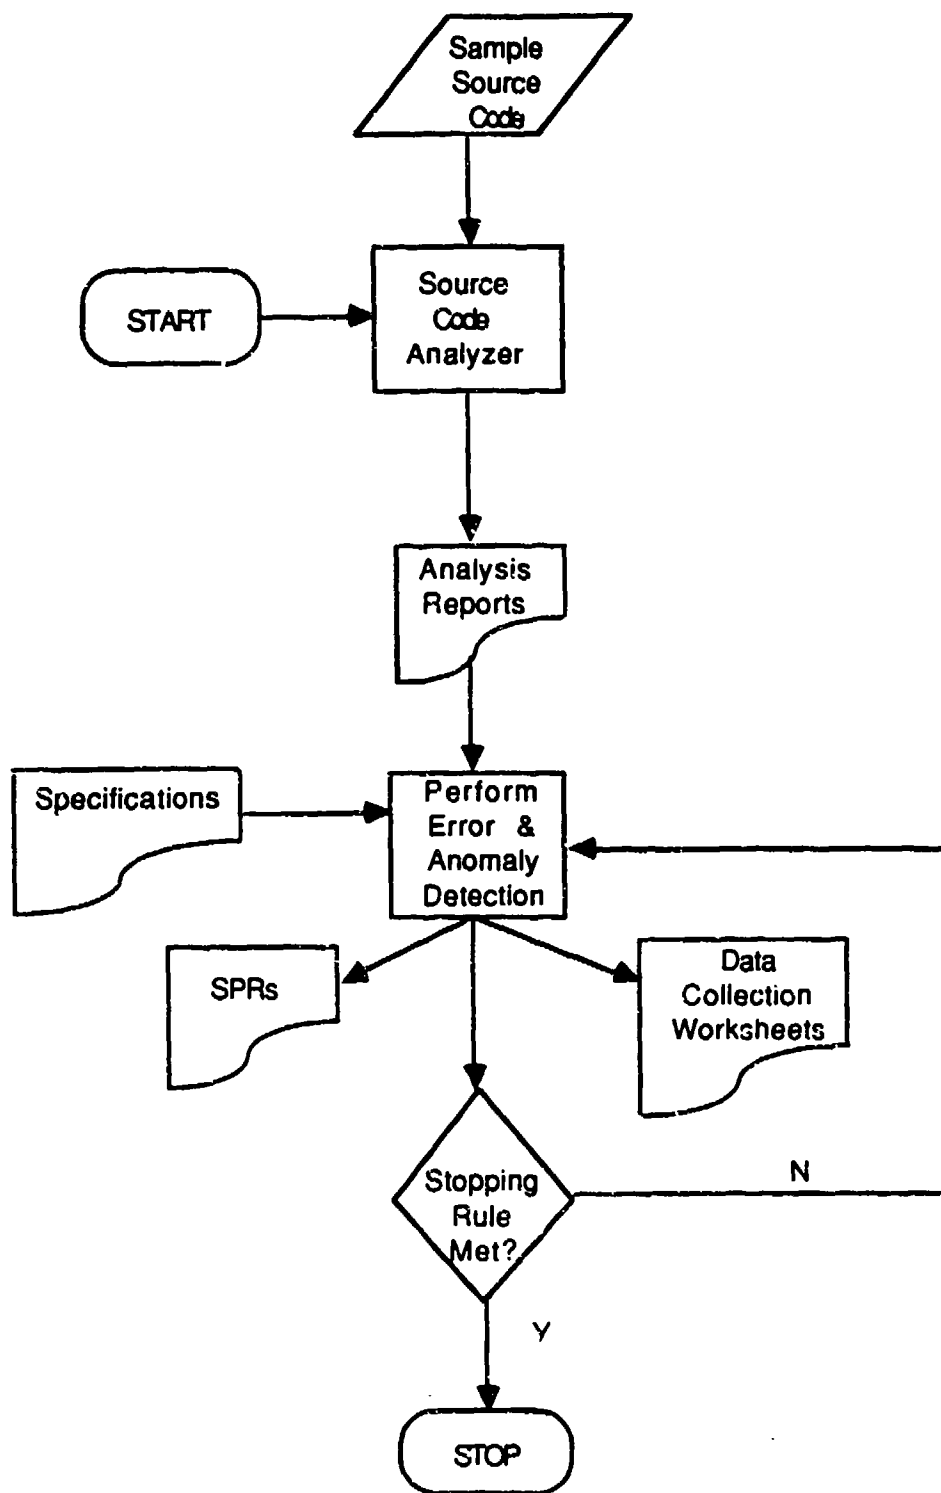 Sample
Source
Code
START
Source
Code
Analyzer
Analysis
Reports
Specifications
Perform
Error &
Anomaly
Detection
SPRs
Data
Collection
Worksheets
Stopping
Rule
Met?
N
Y
STOP